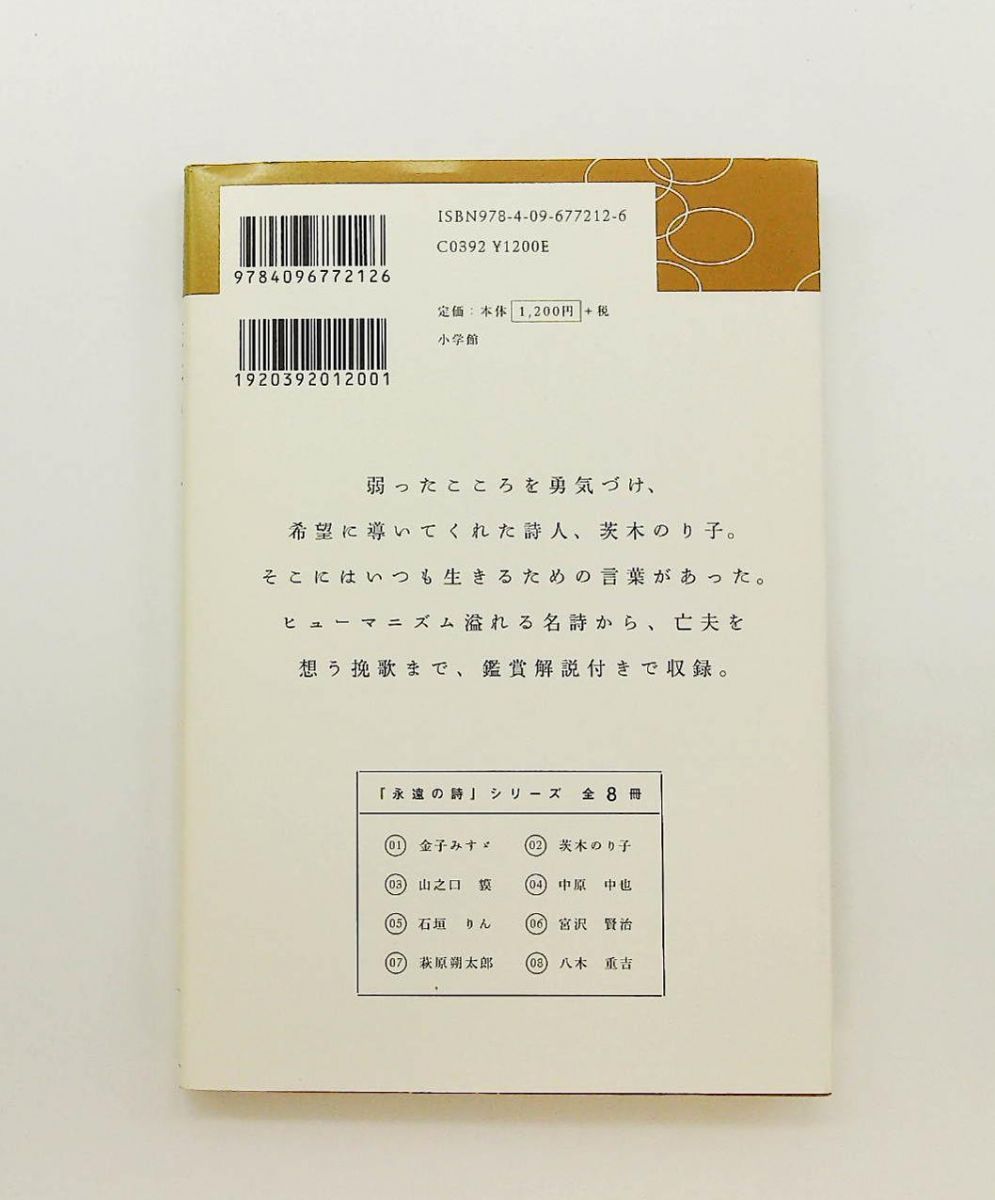 ISBN978-4-09-677212-6
C0392 ¥1200E
9784096772126
定価:本体 1,200円 +税
小学館
1920392012001
弱ったこころを勇気づけ、
希望に導いてくれた詩人、茨木のり子。
そこにはいつも生きるための言葉があった。
ヒューマニズム溢れる名詩から、亡夫を
想う挽歌まで、鑑賞解説付きで収録。
『永遠の詩』シリーズ 全8冊
01 金子みすゞ 02 茨木のり子
03 山之口 貘 04 中原 中也
05 石垣 りん 06 宮沢 賢治
07 萩原朔太郎 08 八木 重吉